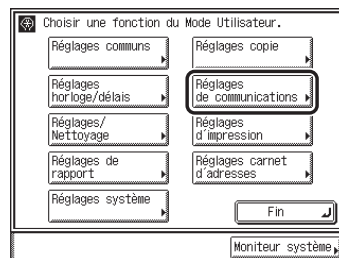 Choisir une fonction du Mode Utilisateur.
Réglages communs
Réglages copie
Réglages
horloge/délais
Réglages
de communications
Réglages/
Nettoyage
Réglages
d'impression
Réglages de
rapport
Réglages carnet
d'adresses
Réglages système
Fin
Moniteur système